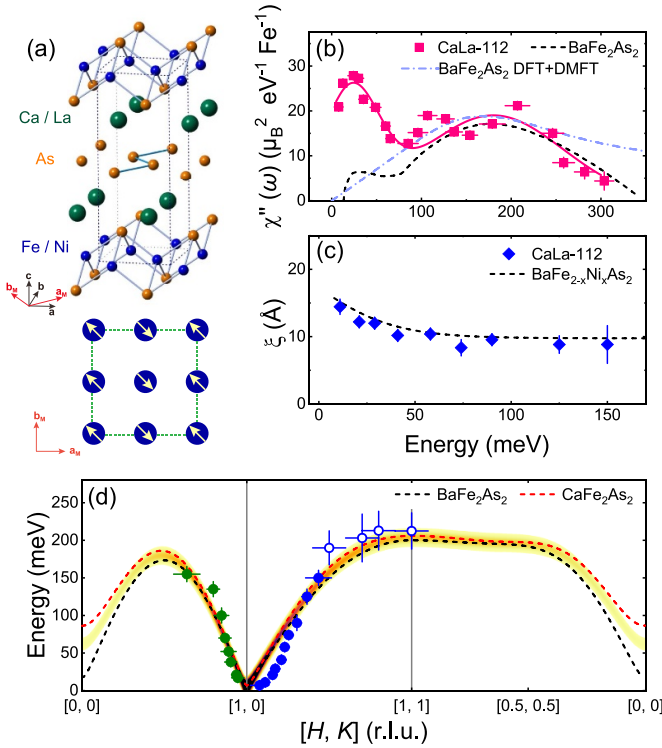 (a)
Ca / La
As
Fe / Ni
c
b
b_M
a_M
a
b_M
a_M
(b)
CaLa-112
BaFe₂As₂
BaFe₂As₂ DFT+DMFT
χ'' (ω) (μ_B² eV⁻¹ Fe⁻¹)
30
20
10
0
0 100 200 300
(c)
CaLa-112
BaFe₂₋ₓNiₓAs₂
ξ (Å)
20
10
0
0 50 100 150
Energy (meV)
(d)
BaFe₂As₂
CaFe₂As₂
Energy (meV)
250
200
150
100
50
0
[0, 0] [1, 0] [1, 1] [0.5, 0.5] [0, 0]
[H, K] (r.l.u.)